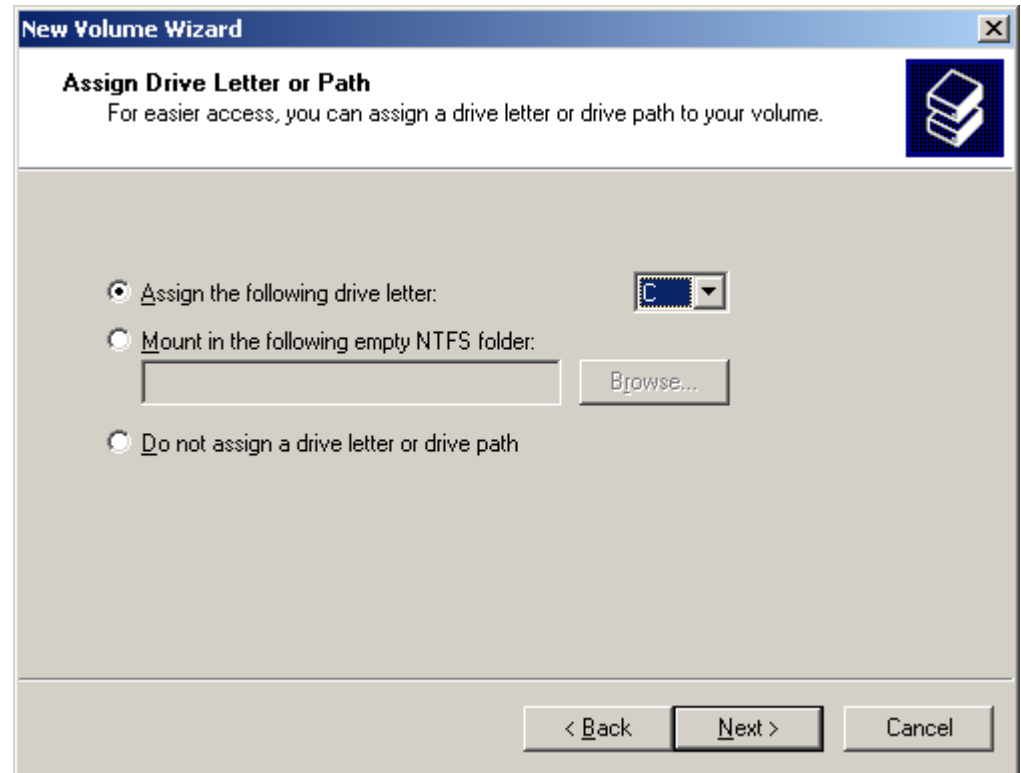 New Volume Wizard
Assign Drive Letter or Path
For easier access, you can assign a drive letter or drive path to your volume.
Assign the following drive letter: C
Mount in the following empty NTFS folder:
Browse...
Do not assign a drive letter or drive path
< Back Next > Cancel